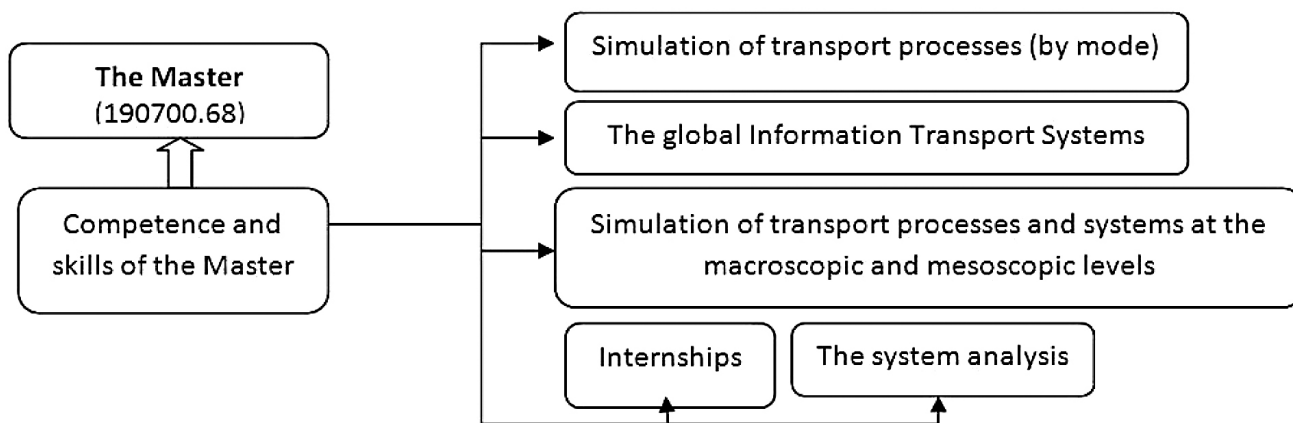 The Master
(190700.68)
Competence and
skills of the Master
Simulation of transport processes (by mode)
The global Information Transport Systems
Simulation of transport processes and systems at the
macroscopic and mesoscopic levels
Internships
The system analysis